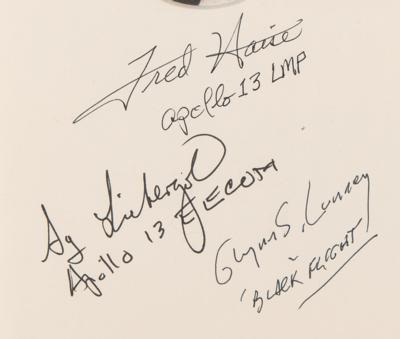 Fred Haise
Apollo 13 LMP
Sy Liebergot
Apollo 13 EECOM
Glynn S. Lunney
"BLACK FLIGHT"